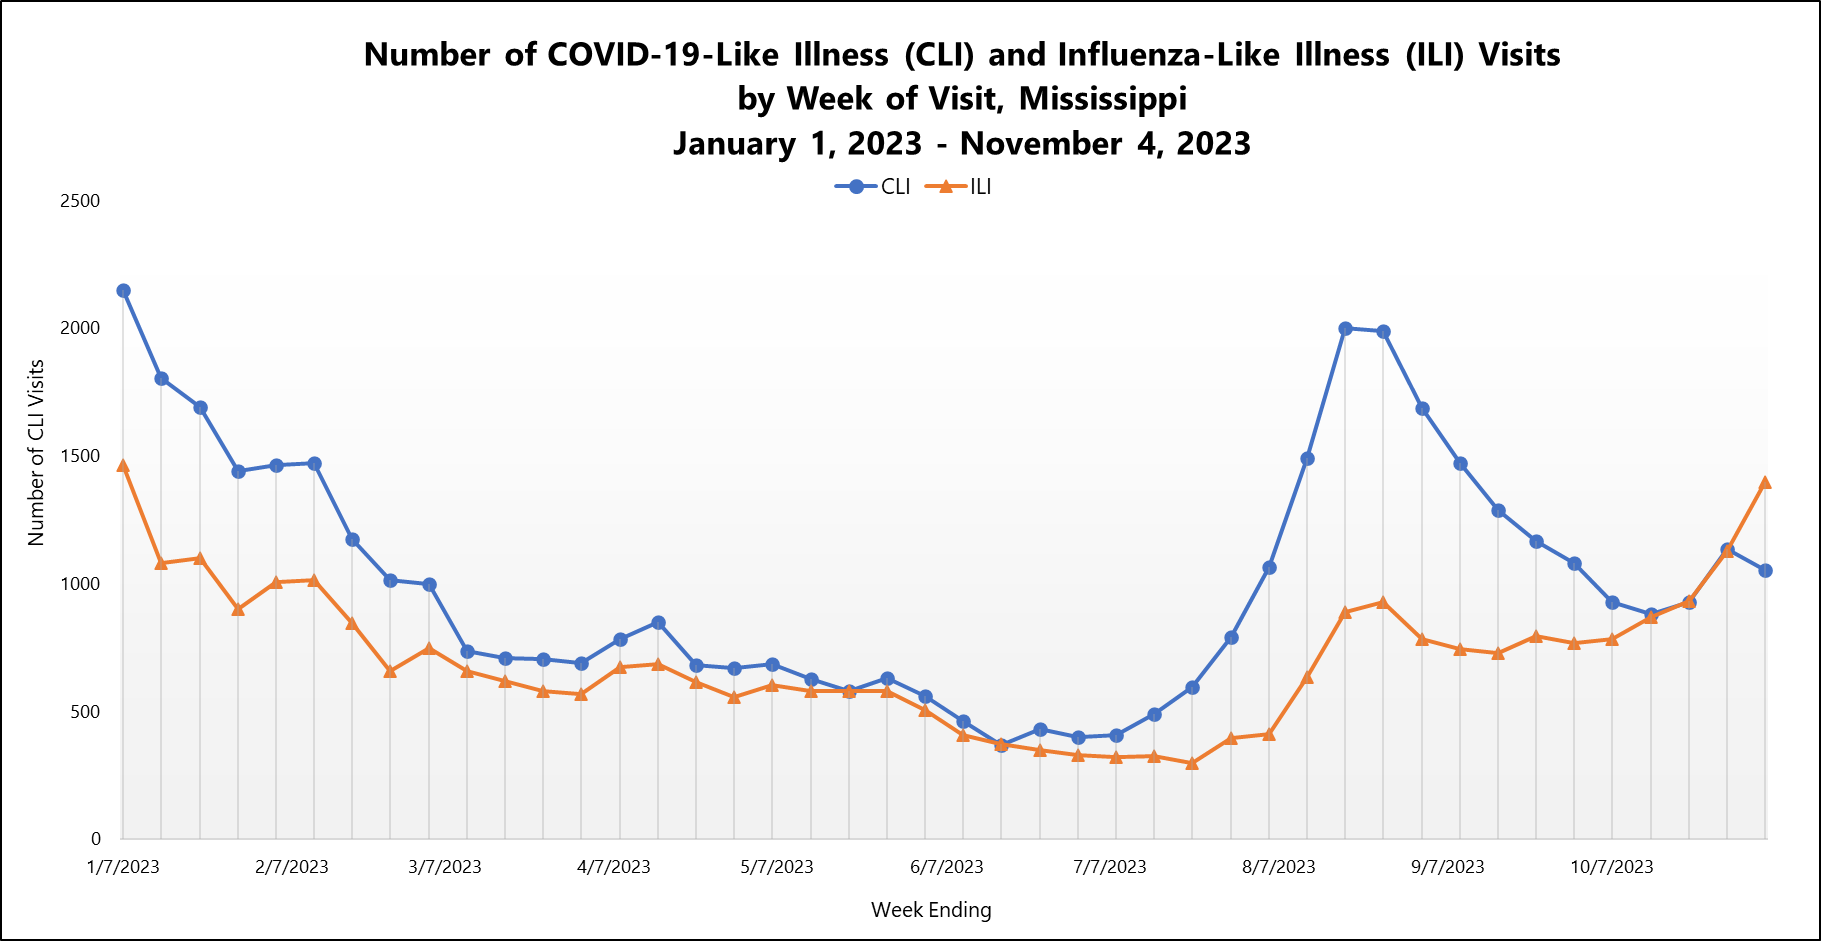 Number of COVID-19-Like Illness (CLI) and Influenza-Like Illness (ILI) Visits
by Week of Visit, Mississippi
January 1, 2023 - November 4, 2023
CLI ILI
2500
2000
1500
1000
500
0
Number of CLI Visits
1/7/2023 2/7/2023 3/7/2023 4/7/2023 5/7/2023 6/7/2023 7/7/2023 8/7/2023 9/7/2023 10/7/2023
Week Ending